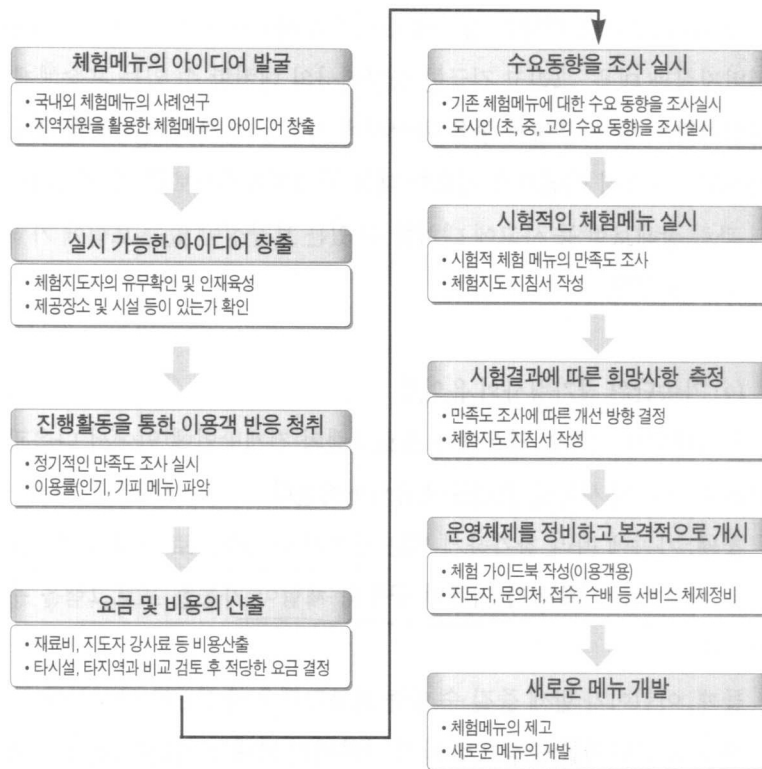 체험메뉴의 아이디어 발굴
• 국내외 체험메뉴의 사례연구
• 지역자원을 활용한 체험메뉴의 아이디어 창출
실시 가능한 아이디어 창출
• 체험지도자의 유무확인 및 인재육성
• 제공장소 및 시설 등이 있는가 확인
진행활동을 통한 이용객 반응 청취
• 정기적인 만족도 조사 실시
• 이용률(인기, 기피 메뉴) 파악
요금 및 비용의 산출
• 재료비, 지도자 강사료 등 비용산출
• 타시설, 타지역과 비교 검토 후 적당한 요금 결정
수요동향을 조사 실시
• 기존 체험메뉴에 대한 수요 동향을 조사실시
• 도시인 (초, 중, 고의 수요 동향)을 조사실시
시험적인 체험메뉴 실시
• 시험적 체험 메뉴의 만족도 조사
• 체험지도 지침서 작성
시험결과에 따른 희망사항 측정
• 만족도 조사에 따른 개선 방향 결정
• 체험지도 지침서 작성
운영체제를 정비하고 본격적으로 개시
• 체험 가이드북 작성(이용객용)
• 지도자, 문의처, 접수, 수배 등 서비스 체제정비
새로운 메뉴 개발
• 체험메뉴의 제고
• 새로운 메뉴의 개발